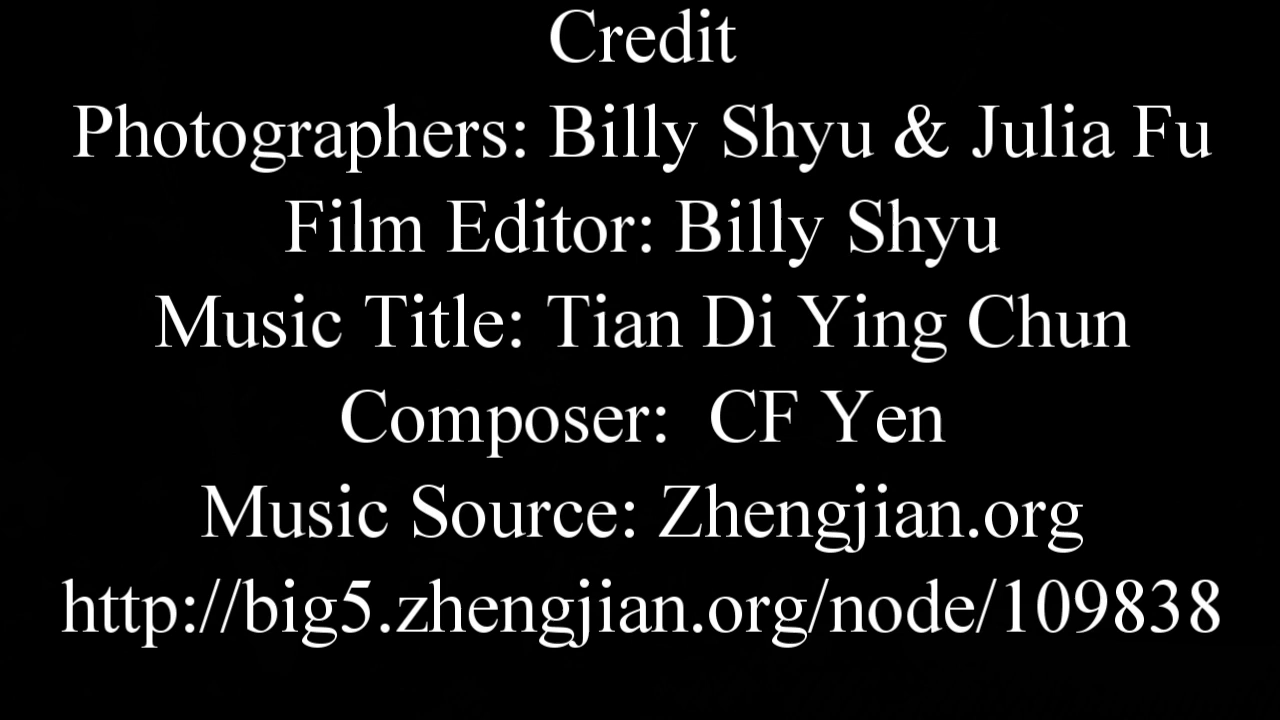 Credit
Photographers: Billy Shyu & Julia Fu
Film Editor: Billy Shyu
Music Title: Tian Di Ying Chun
Composer:  CF Yen
Music Source: Zhengjian.org
http://big5.zhengjian.org/node/109838